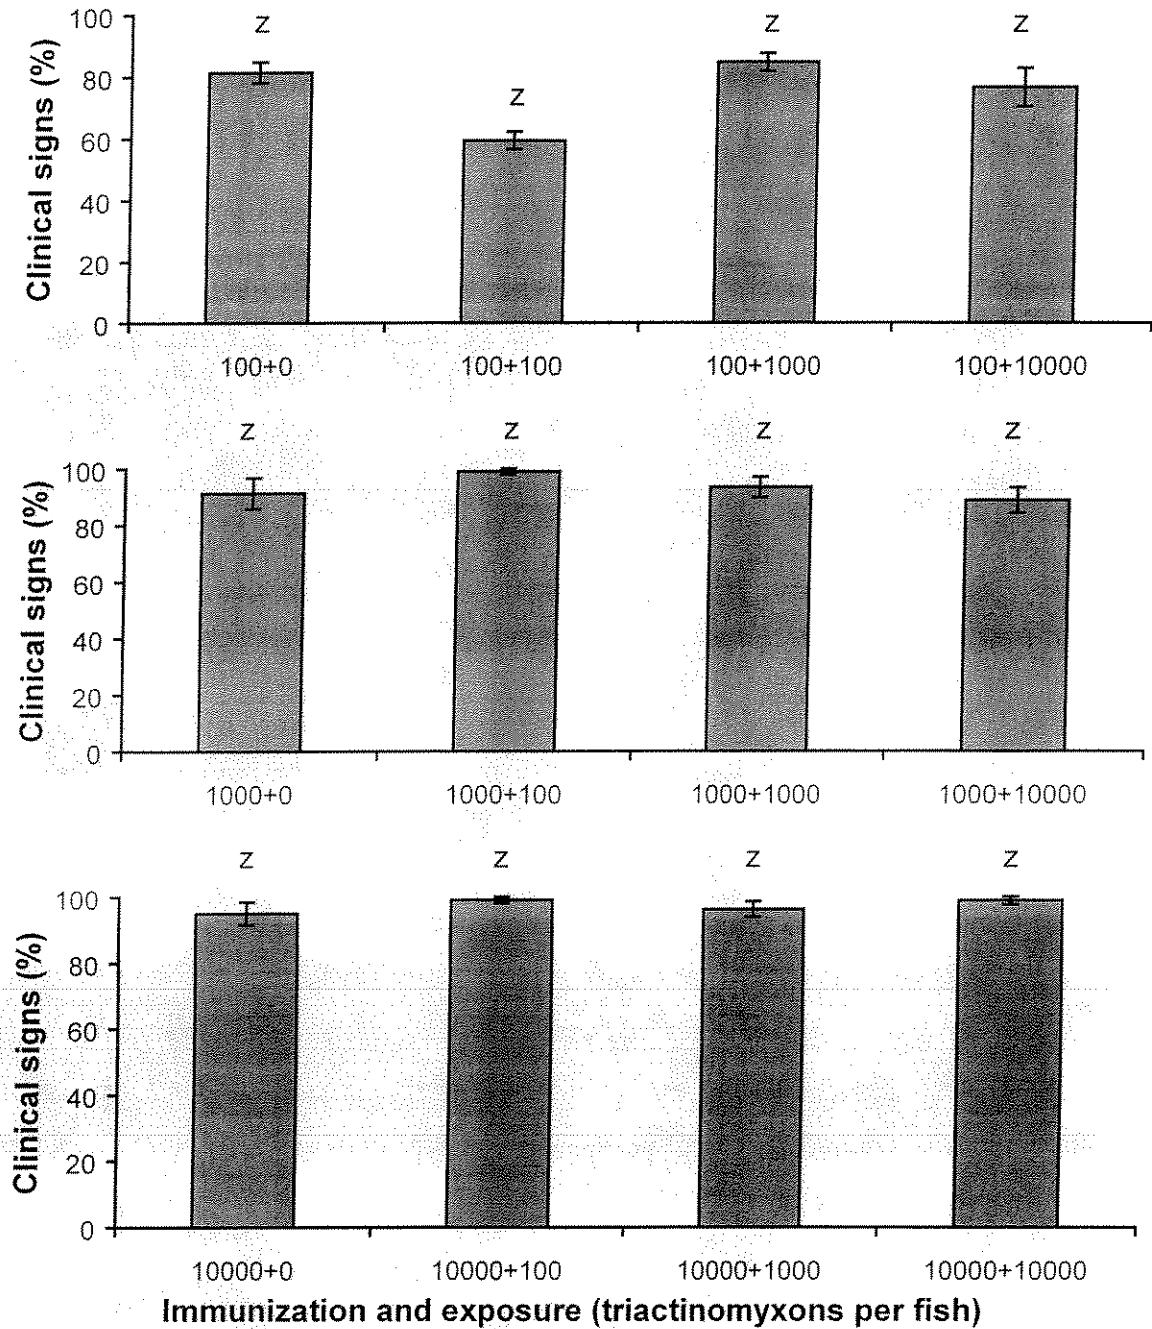 Clinical signs (%)
100
80
60
40
20
0
z z z z
100+0 100+100 100+1000 100+10000
Clinical signs (%)
100
80
60
40
20
0
z z z z
1000+0 1000+100 1000+1000 1000+10000
Clinical signs (%)
100
80
60
40
20
0
z z z z
10000+0 10000+100 10000+1000 10000+10000
Immunization and exposure (triactinomyxons per fish)